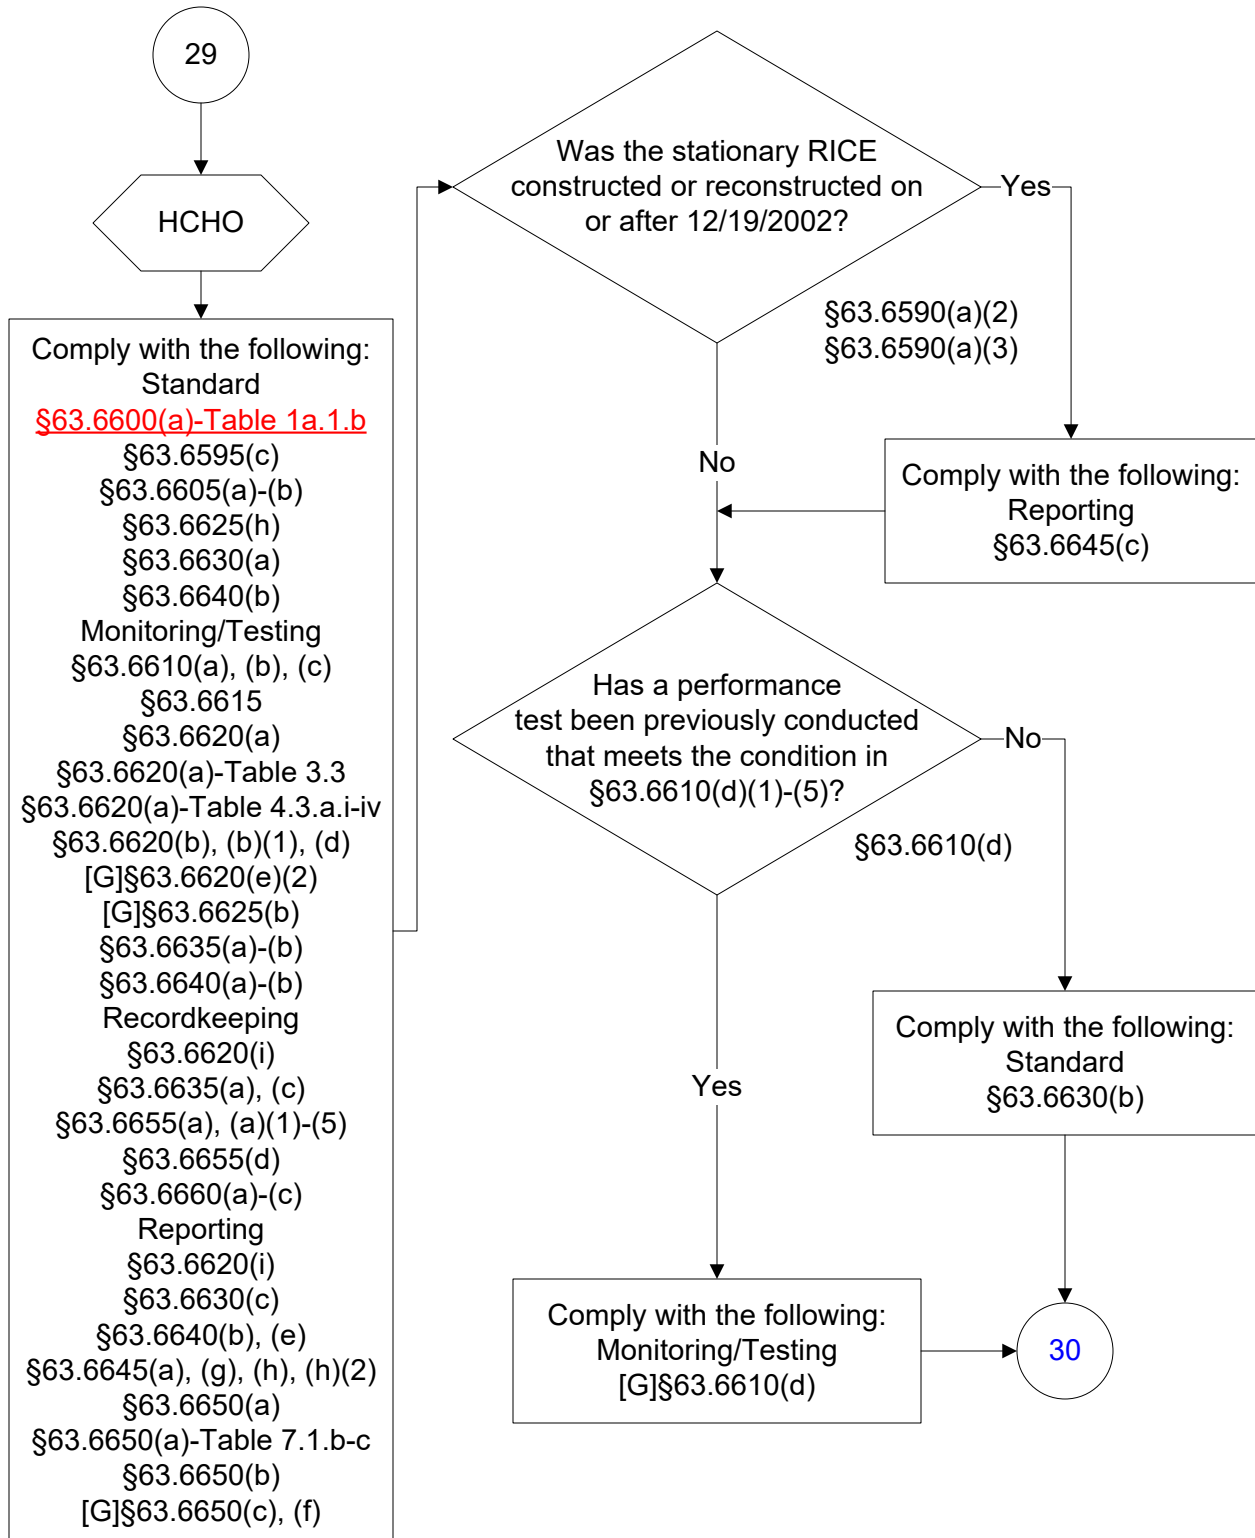 29
HCHO
Comply with the following:
Standard
§63.6600(a)-Table 1a.1.b
§63.6595(c)
§63.6605(a)-(b)
§63.6625(h)
§63.6630(a)
§63.6640(b)
Monitoring/Testing
§63.6610(a), (b), (c)
§63.6615
§63.6620(a)
§63.6620(a)-Table 3.3
§63.6620(a)-Table 4.3.a.i-iv
§63.6620(b), (b)(1), (d)
[G]§63.6620(e)(2)
[G]§63.6625(b)
§63.6635(a)-(b)
§63.6640(a)-(b)
Recordkeeping
§63.6620(i)
§63.6635(a), (c)
§63.6655(a), (a)(1)-(5)
§63.6655(d)
§63.6660(a)-(c)
Reporting
§63.6620(i)
§63.6630(c)
§63.6640(b), (e)
§63.6645(a), (g), (h), (h)(2)
§63.6650(a)
§63.6650(a)-Table 7.1.b-c
§63.6650(b)
[G]§63.6650(c), (f)
Was the stationary RICE
constructed or reconstructed on
or after 12/19/2002?
Yes
§63.6590(a)(2)
§63.6590(a)(3)
No
Comply with the following:
Reporting
§63.6645(c)
Has a performance
test been previously conducted
that meets the condition in
§63.6610(d)(1)-(5)?
No
§63.6610(d)
Yes
Comply with the following:
Standard
§63.6630(b)
Comply with the following:
Monitoring/Testing
[G]§63.6610(d)
30